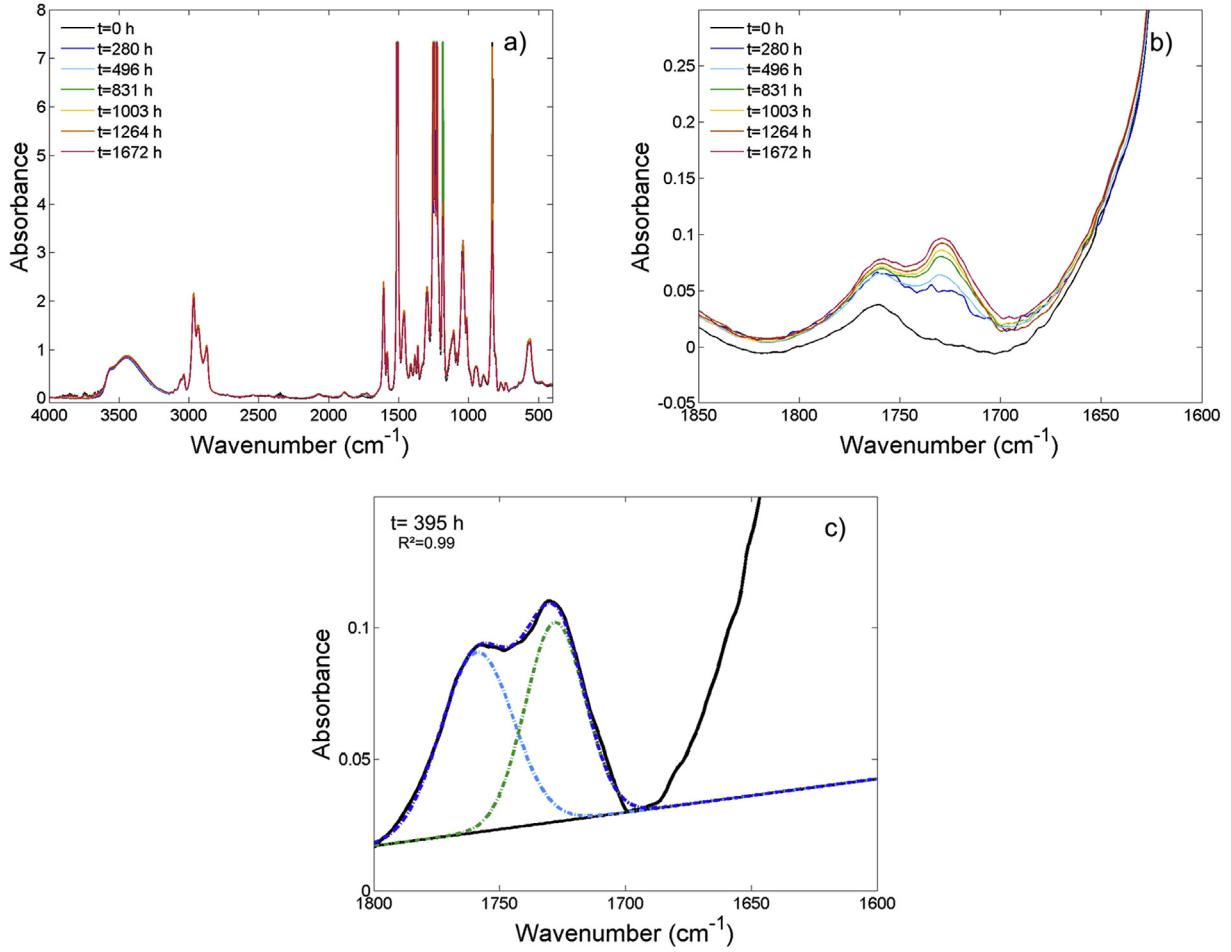 a)
t=0 h
t=280 h
t=496 h
t=831 h
t=1003 h
t=1264 h
t=1672 h
Absorbance
8
7
6
5
4
3
2
1
0
4000 3500 3000 2500 2000 1500 1000 500
Wavenumber (cm⁻¹)
b)
t=0 h
t=280 h
t=496 h
t=831 h
t=1003 h
t=1264 h
t=1672 h
Absorbance
0.25
0.2
0.15
0.1
0.05
0
-0.05
1850 1800 1750 1700 1650 1600
Wavenumber (cm⁻¹)
c)
t= 395 h
R²=0.99
Absorbance
0.1
0.05
0
1800 1750 1700 1650 1600
Wavenumber (cm⁻¹)